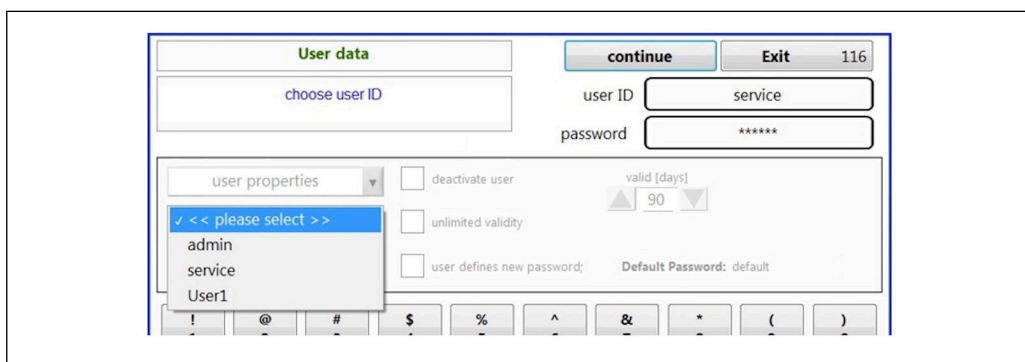 User data
continue
Exit 116
choose user ID
user ID service
password ******
user properties
deactivate user
valid [days]
90
✓ << please select >>
unlimited validity
admin
service
user defines new password;
Default Password: default
User1
! @ # $ % ^ & * ( )